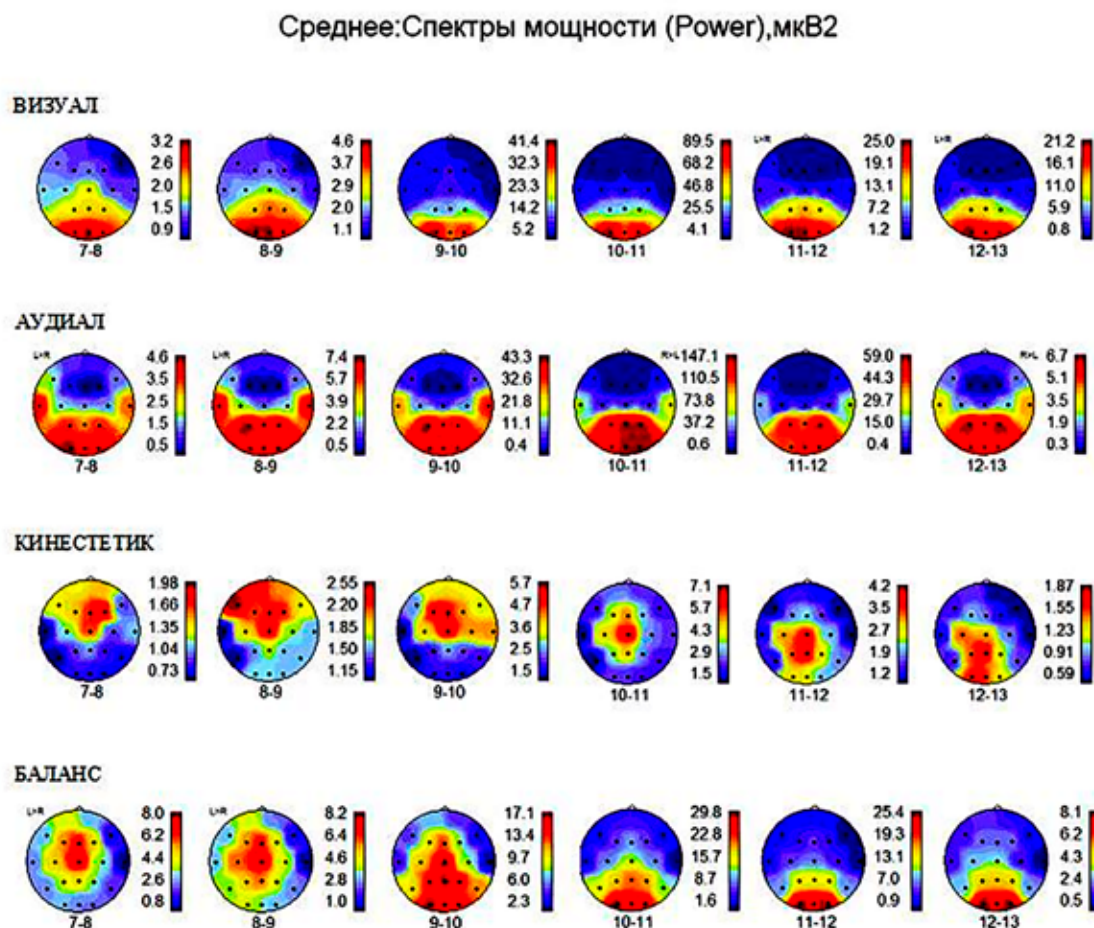 Среднее:Спектры мощности (Power),мкВ2
ВИЗУАЛ
3.2 4.6 41.4 89.5 L>R 25.0 L>R 21.2
2.6 3.7 32.3 68.2 19.1 16.1
2.0 2.9 23.3 46.8 13.1 11.0
1.5 2.0 14.2 25.5 7.2 5.9
0.9 1.1 5.2 4.1 1.2 0.8
7-8 8-9 9-10 10-11 11-12 12-13
АУДИАЛ
L>R 4.6 L>R 7.4 43.3 R>L 147.1 59.0 R>L 6.7
3.5 5.7 32.6 110.5 44.3 5.1
2.5 3.9 21.8 73.8 29.7 3.5
1.5 2.2 11.1 37.2 15.0 1.9
0.5 0.5 0.4 0.6 0.4 0.3
7-8 8-9 9-10 10-11 11-12 12-13
КИНЕСТЕТИК
1.98 2.55 5.7 7.1 4.2 1.87
1.66 2.20 4.7 5.7 3.5 1.55
1.35 1.85 3.6 4.3 2.7 1.23
1.04 1.50 2.5 2.9 1.9 0.91
0.73 1.15 1.5 1.5 1.2 0.59
7-8 8-9 9-10 10-11 11-12 12-13
БАЛАНС
L>R 8.0 L>R 8.2 17.1 29.8 25.4 8.1
6.2 6.4 13.4 22.8 19.3 6.2
4.4 4.6 9.7 15.7 13.1 4.3
2.6 2.8 6.0 8.7 7.0 2.4
0.8 1.0 2.3 1.6 0.9 0.5
7-8 8-9 9-10 10-11 11-12 12-13